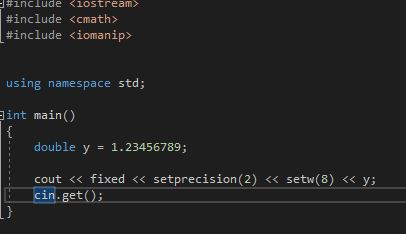 #include <iostream>
#include <cmath>
#include <iomanip>
using namespace std;
int main()
{
double y = 1.23456789;
cout << fixed << setprecision(2) << setw(8) << y;
cin.get();
}